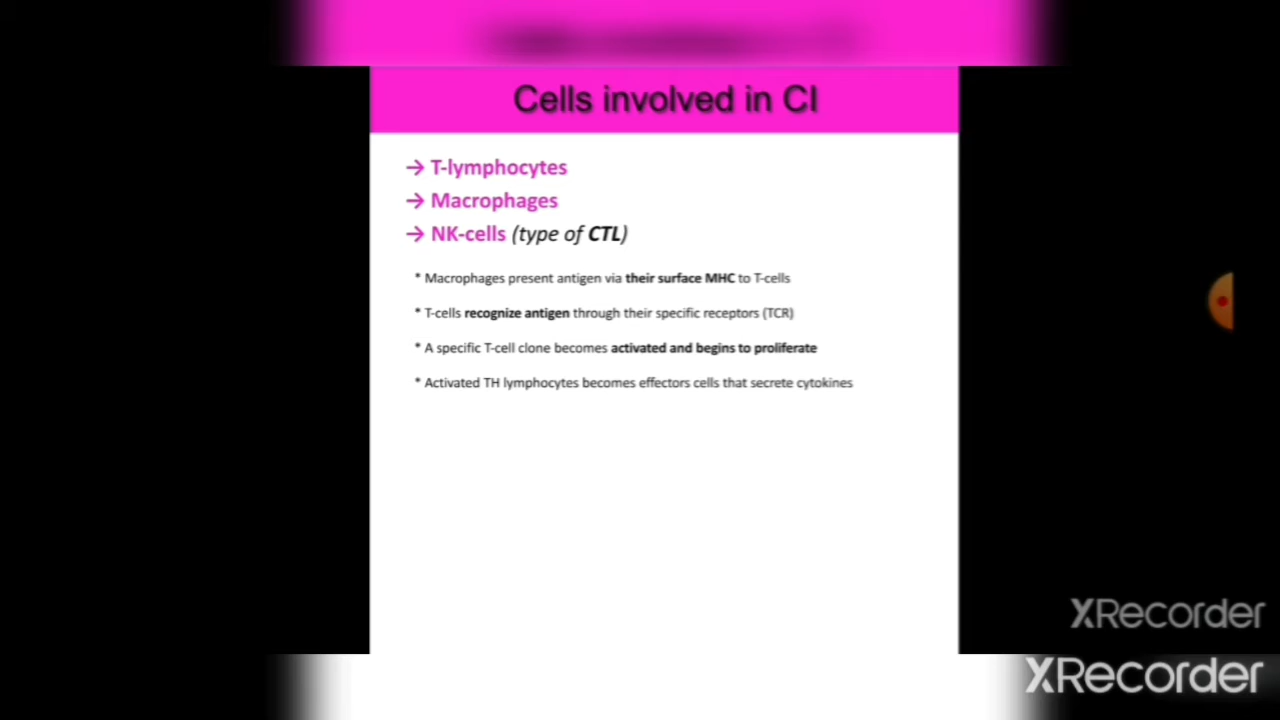 Cells involved in CI
→ T-lymphocytes
→ Macrophages
→ NK-cells (type of CTL)
* Macrophages present antigen via their surface MHC to T-cells
* T-cells recognize antigen through their specific receptors (TCR)
* A specific T-cell clone becomes activated and begins to proliferate
* Activated TH lymphocytes becomes effectors cells that secrete cytokines
XRecorder
XRecorder